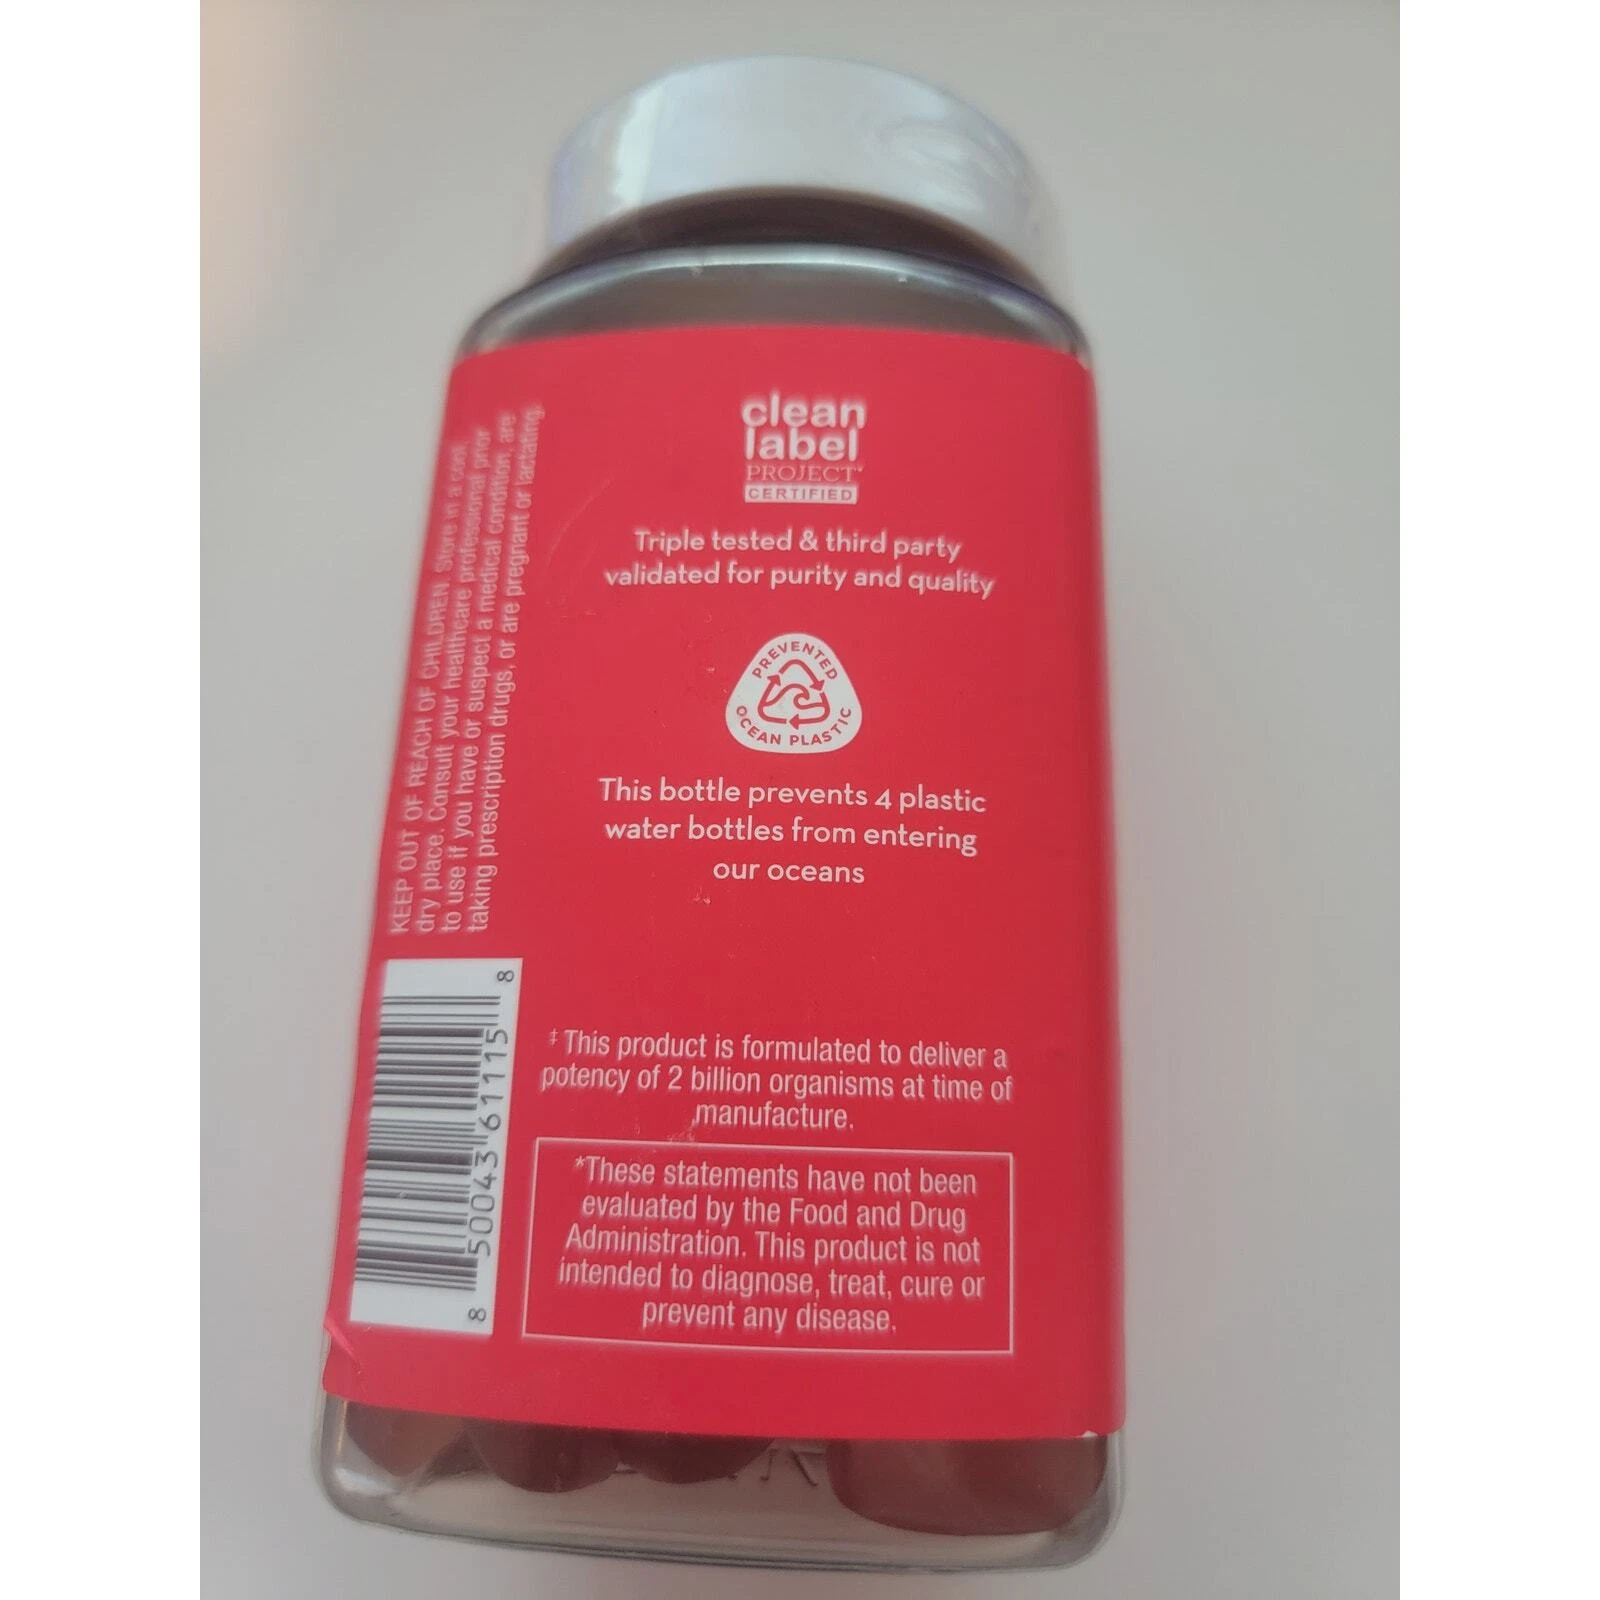 clean
label
PROJECT
CERTIFIED
Triple tested & third party
validated for purity and quality
PREVENTED
OCEAN PLASTIC
This bottle prevents 4 plastic
water bottles from entering
our oceans
‡ This product is formulated to deliver a
potency of 2 billion organisms at time of
manufacture.
*These statements have not been
evaluated by the Food and Drug
Administration. This product is not
intended to diagnose, treat, cure or
prevent any disease.
KEEP OUT OF REACH OF CHILDREN. Store in a cool,
dry place. Consult your healthcare professional prior
to use if you have or suspect a medical condition, are
taking prescription drugs, or are pregnant or lactating.
8 50043 61115 8